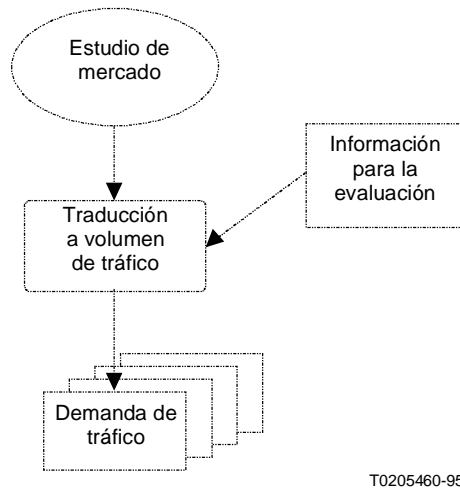 Estudio de
mercado
Información
para la
evaluación
Traducción
a volumen
de tráfico
Demanda de
tráfico
T0205460-95